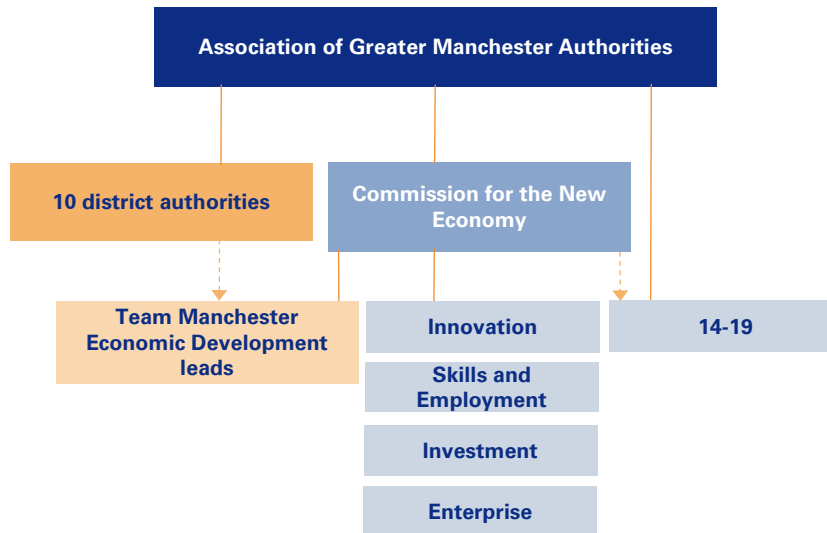 Association of Greater Manchester Authorities
10 district authorities
Commission for the New
Economy
Team Manchester
Economic Development
leads
Innovation
14-19
Skills and
Employment
Investment
Enterprise